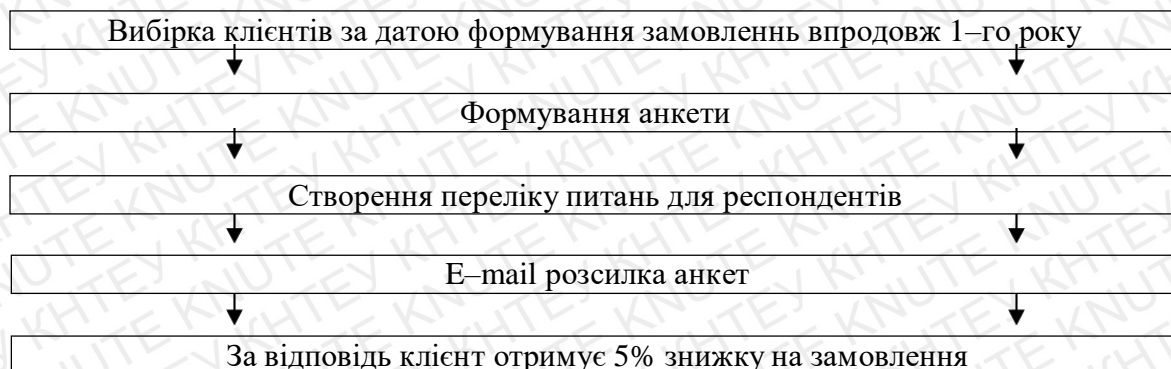 Вибірка клієнтів за датою формування замовленнь впродовж 1–го року
Формування анкети
Створення переліку питань для респондентів
E–mail розсилка анкет
За відповідь клієнт отримує 5% знижку на замовлення